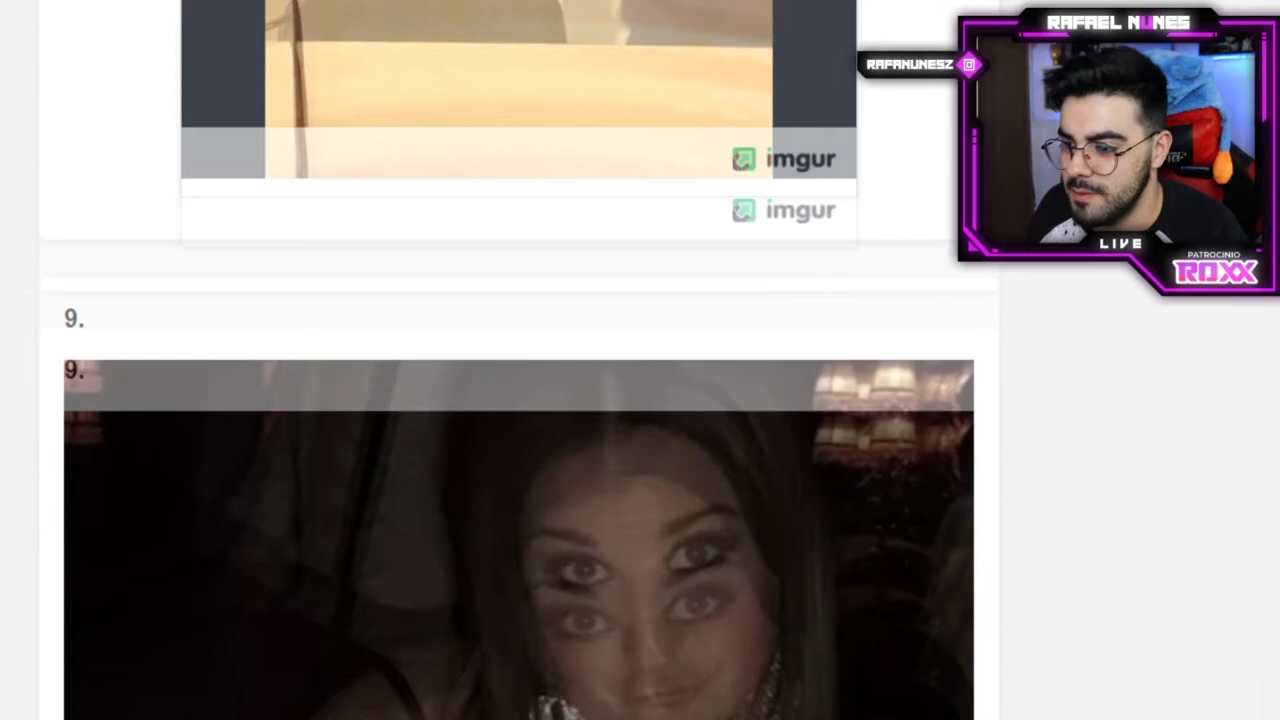 RAFAEL NUNES
RAFANUNESZ
imgur
imgur
LIVE
PATROCINIO
ROXX
9.
9.